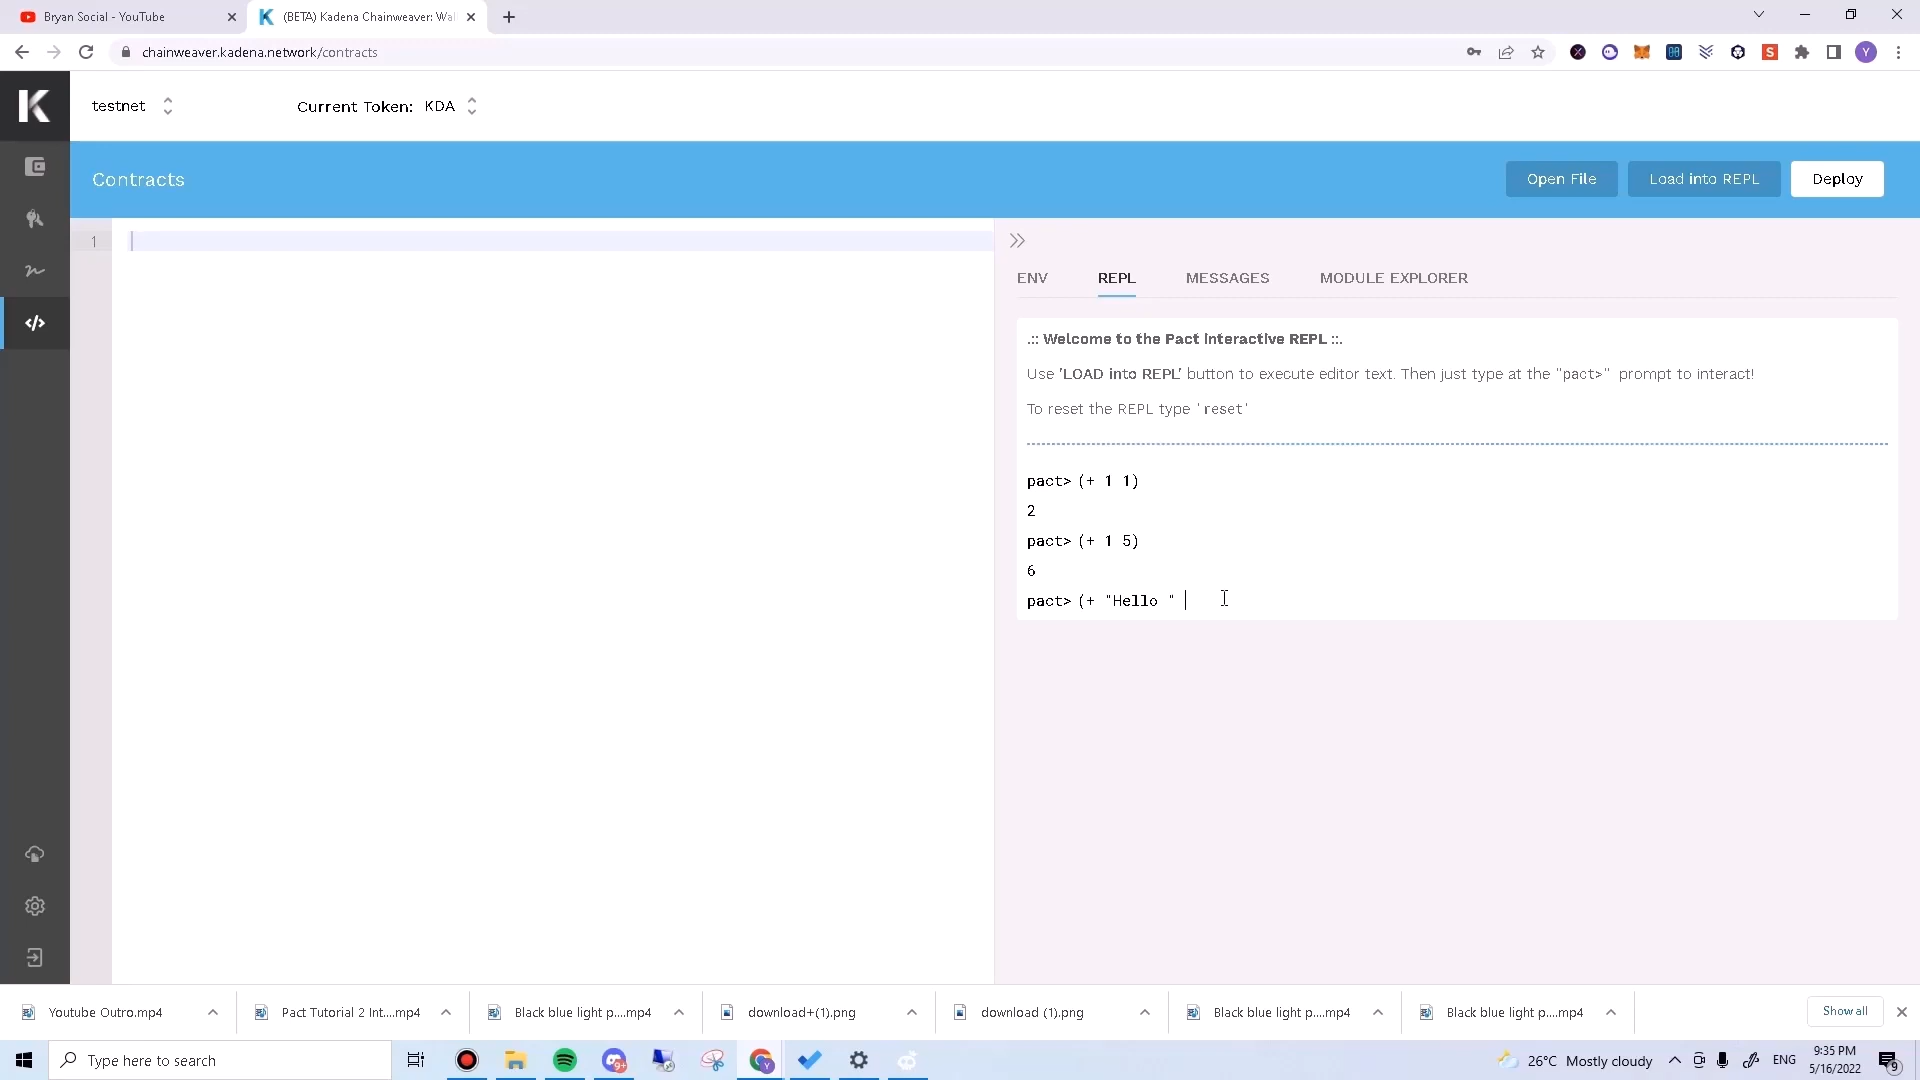 Bryan Social - YouTube
(BETA) Kadena Chainweaver: Wal
chainweaver.kadena.network/contracts
testnet
Current Token: KDA
Contracts
Open File
Load into REPL
Deploy
1
ENV
REPL
MESSAGES
MODULE EXPLORER
.:: Welcome to the Pact interactive REPL ::.
Use 'LOAD into REPL' button to execute editor text. Then just type at the "pact>" prompt to interact!
To reset the REPL type 'reset'
pact> (+ 1 1)
2
pact> (+ 1 5)
6
pact> (+ "Hello "
Youtube Outro.mp4
Pact Tutorial 2 Int....mp4
Black blue light p....mp4
download+(1).png
download (1).png
Black blue light p....mp4
Black blue light p....mp4
Show all
Type here to search
9+
26°C Mostly cloudy
ENG
9:35 PM
5/16/2022
9